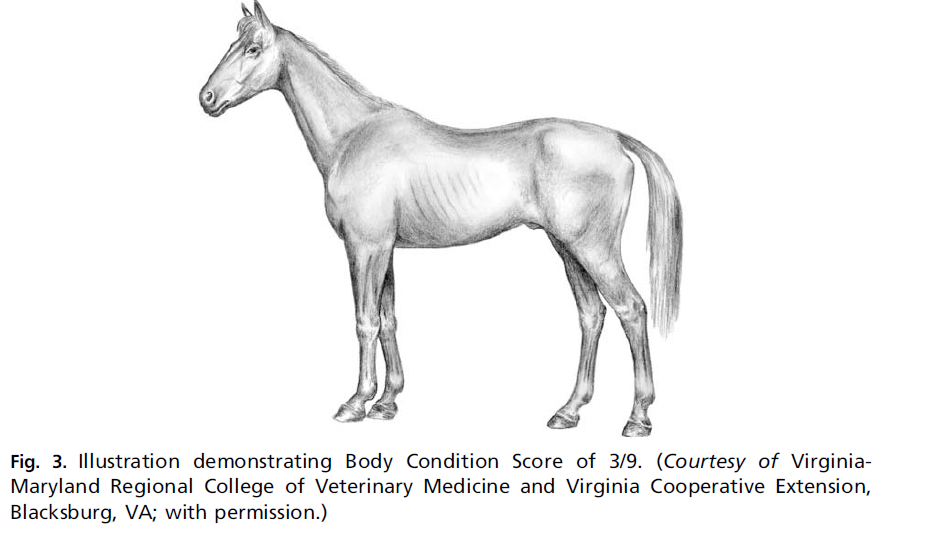 Fig. 3. Illustration demonstrating Body Condition Score of 3/9. (Courtesy of Virginia-
Maryland Regional College of Veterinary Medicine and Virginia Cooperative Extension,
Blacksburg, VA; with permission.)